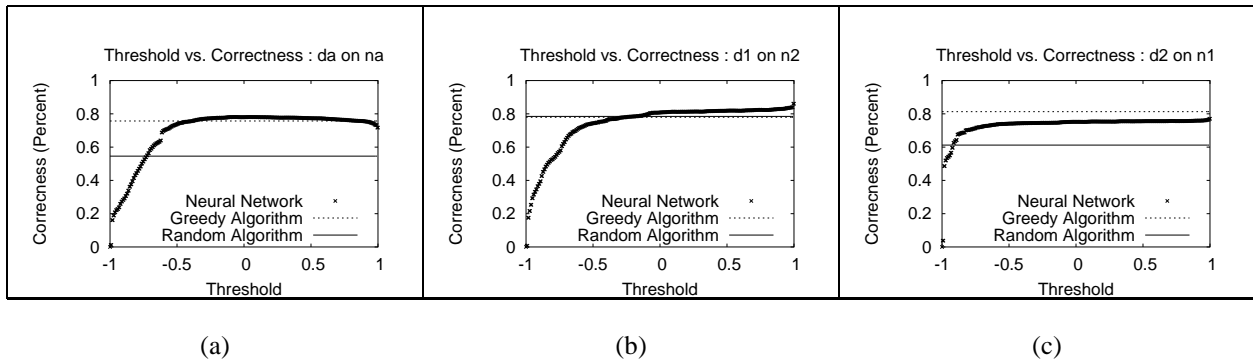 Threshold vs. Correctness : da on na
Correcness (Percent)
1
0.8
0.6
0.4
0.2
0
Neural Network
Greedy Algorithm
Random Algorithm
-1 -0.5 0 0.5 1
Threshold
(a)
Threshold vs. Correctness : d1 on n2
Correcness (Percent)
1
0.8
0.6
0.4
0.2
0
Neural Network
Greedy Algorithm
Random Algorithm
-1 -0.5 0 0.5 1
Threshold
(b)
Threshold vs. Correctness : d2 on n1
Correcness (Percent)
1
0.8
0.6
0.4
0.2
0
Neural Network
Greedy Algorithm
Random Algorithm
-1 -0.5 0 0.5 1
Threshold
(c)